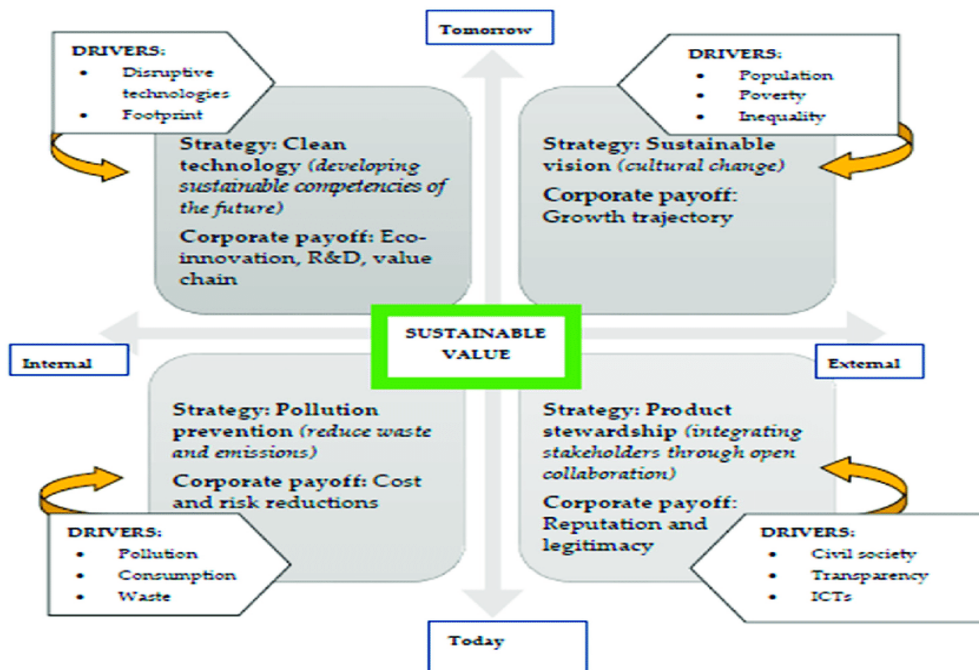 Tomorrow
DRIVERS:
• Disruptive
technologies
• Footprint
Strategy: Clean
technology (developing
sustainable competencies of
the future)
Corporate payoff: Eco-
innovation, R&D, value
chain
DRIVERS:
• Population
• Poverty
• Inequality
Strategy: Sustainable
vision (cultural change)
Corporate payoff:
Growth trajectory
Internal
SUSTAINABLE
VALUE
External
Strategy: Pollution
prevention (reduce waste
and emissions)
Corporate payoff: Cost
and risk reductions
DRIVERS:
• Pollution
• Consumption
• Waste
Strategy: Product
stewardship (integrating
stakeholders through open
collaboration)
Corporate payoff:
Reputation and
legitimacy
DRIVERS:
• Civil society
• Transparency
• ICTs
Today